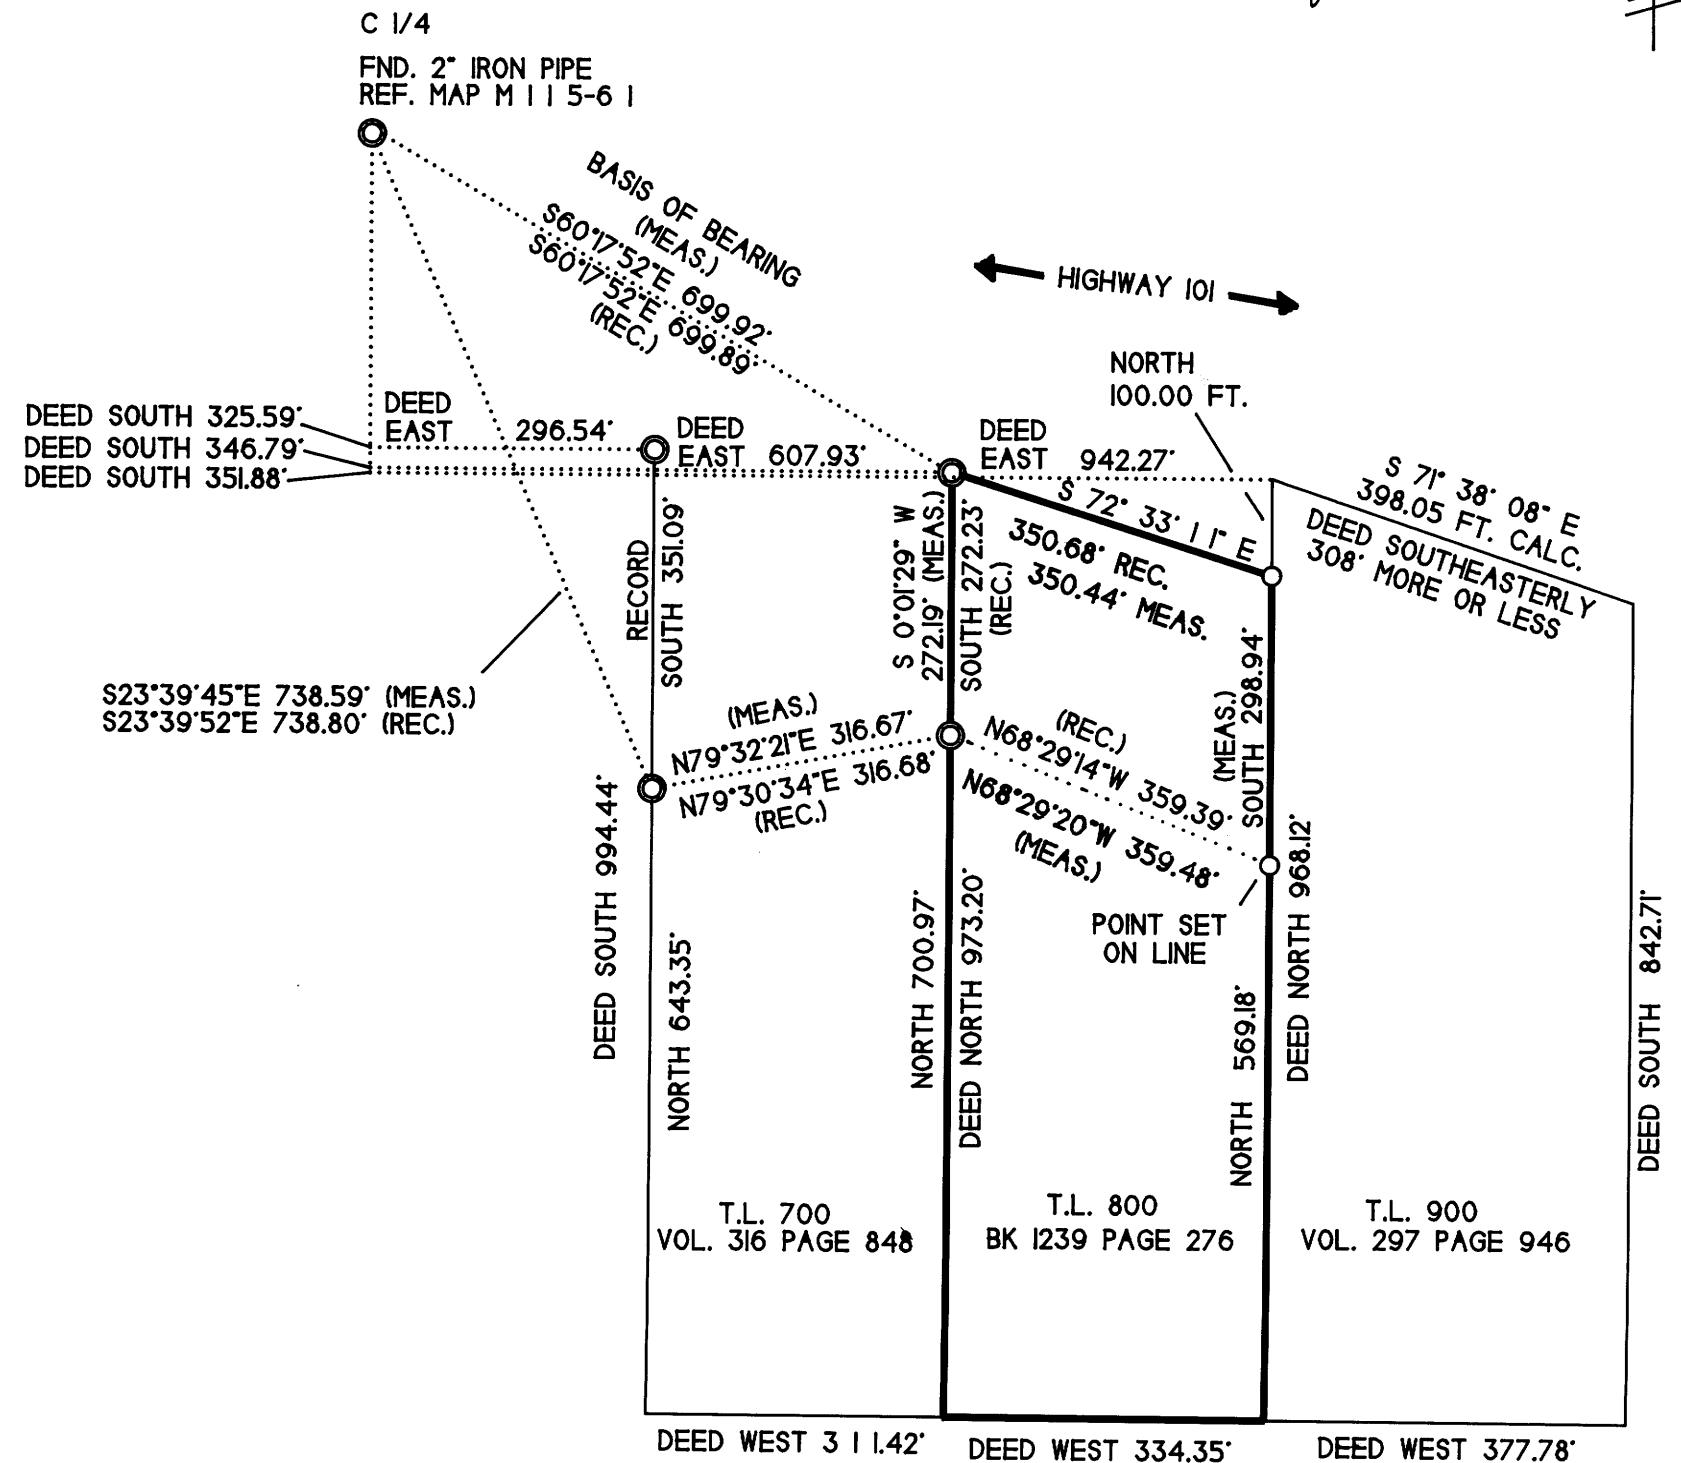 C 1/4
FND. 2" IRON PIPE
REF. MAP M 1 1 5-6 1
BASIS OF BEARING
(MEAS.)
S60°17'52"E 699.92'
S60°17'52"E 699.89'
(REC.)
HIGHWAY 101
NORTH
100.00 FT.
DEED SOUTH 325.59'
DEED SOUTH 346.79'
DEED SOUTH 351.88'
DEED
EAST 296.54'
DEED
EAST 607.93'
DEED
EAST 942.27'
S 71° 38' 08" E
398.05 FT. CALC.
DEED SOUTHEASTERLY
308' MORE OR LESS
S 72° 33' 1 1" E
350.68' REC.
350.44' MEAS.
RECORD
SOUTH 351.09'
S 0°01'29" W
272.19' (MEAS.)
SOUTH 272.23'
(REC.)
(MEAS.)
SOUTH 298.94'
S23°39'45"E 738.59' (MEAS.)
S23°39'52"E 738.80' (REC.)
(MEAS.)
N79°32'21"E 316.67'
N79°30'34"E 316.68'
(REC.)
(REC.)
N68°29'14"W 359.39'
N68°29'20"W 359.48'
(MEAS.)
POINT SET
ON LINE
DEED SOUTH 994.44'
NORTH 643.35'
NORTH 700.97'
DEED NORTH 973.20'
NORTH 569.18'
DEED NORTH 968.12'
DEED SOUTH 842.71'
T.L. 700
VOL. 316 PAGE 848
T.L. 800
BK 1239 PAGE 276
T.L. 900
VOL. 297 PAGE 946
DEED WEST 3 1 1.42'
DEED WEST 334.35'
DEED WEST 377.78'